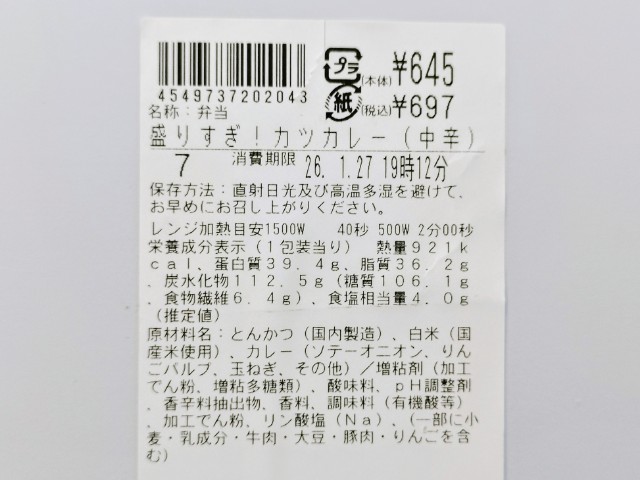 プラ (本体) ¥645
紙 (税込) ¥697
4549737202043
名称：弁当
盛りすぎ！カツカレー（中辛）
7 消費期限 26. 1.27 19時12分
保存方法：直射日光及び高温多湿を避けて、
お早めにお召し上がりください。
レンジ加熱目安1500W 40秒 500W 2分00秒
栄養成分表示（1包装当り）　熱量921k
cal、蛋白質39.4g、脂質36.2g
、炭水化物112.5g（糖質106.1g
、食物繊維6.4g）、食塩相当量4.0g
（推定値）
原材料名：とんかつ（国内製造）、白米（国
産米使用）、カレー（ソテーオニオン、りん
ごパルプ、玉ねぎ、その他）／増粘剤（加工
でん粉、増粘多糖類）、酸味料、pH調整剤
、香辛料抽出物、香料、調味料（有機酸等）
、加工でん粉、リン酸塩（Na）、（一部に小
麦・乳成分・牛肉・大豆・豚肉・りんごを含
む）